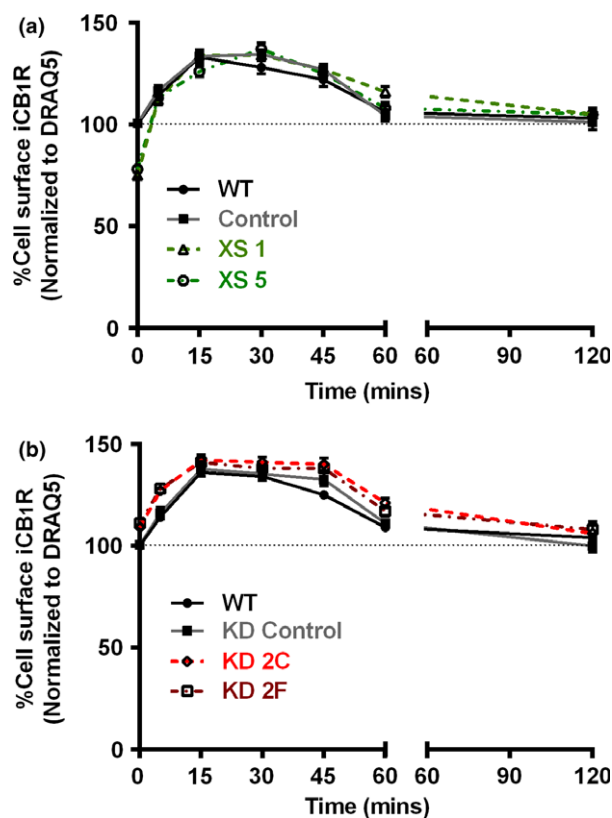 (a)
%Cell surface iCB1R
(Normalized to DRAQ5)
150
100
50
0
WT
Control
XS 1
XS 5
0 15 30 45 60 60 90 120
Time (mins)
(b)
%Cell surface iCB1R
(Normalized to DRAQ5)
150
100
50
0
WT
KD Control
KD 2C
KD 2F
0 15 30 45 60 60 90 120
Time (mins)